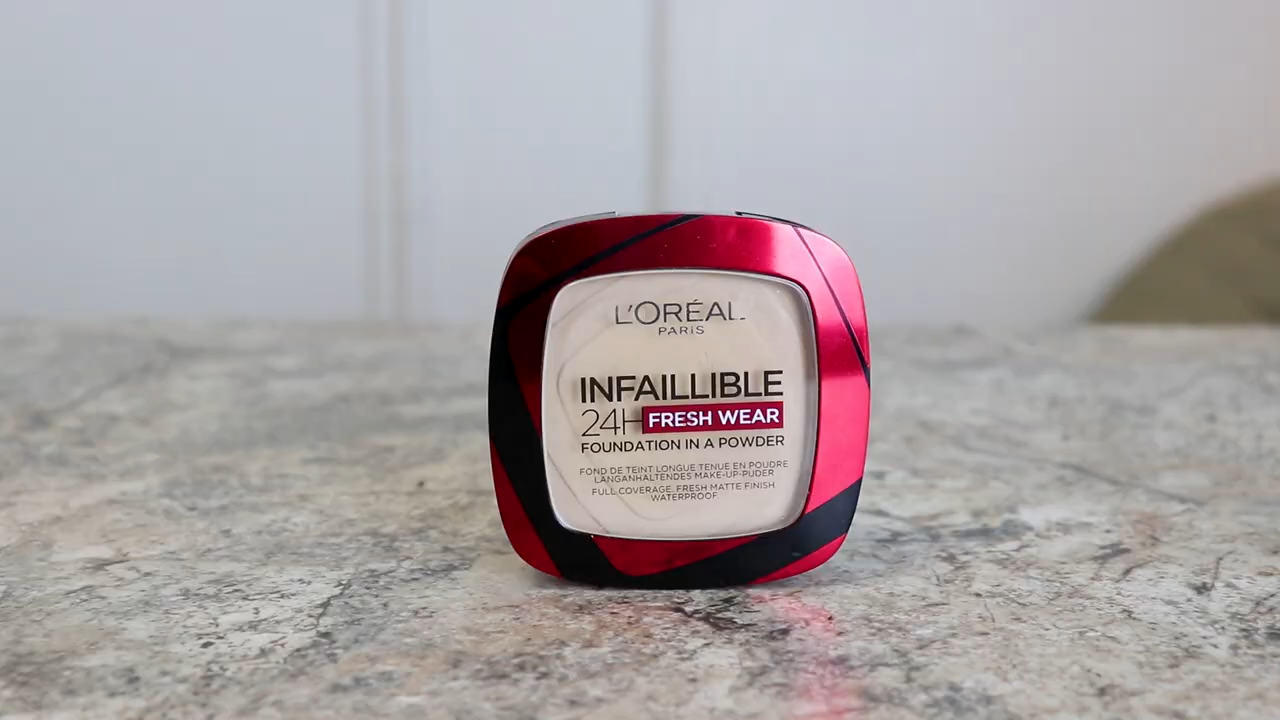 L'ORÉAL
PARIS
INFAILLIBLE
24H FRESH WEAR
FOUNDATION IN A POWDER
FOND DE TEINT LONGUE TENUE EN POUDRE
LANGANHALTENDES MAKE-UP-PUDER
FULL COVERAGE. FRESH MATTE FINISH
WATERPROOF